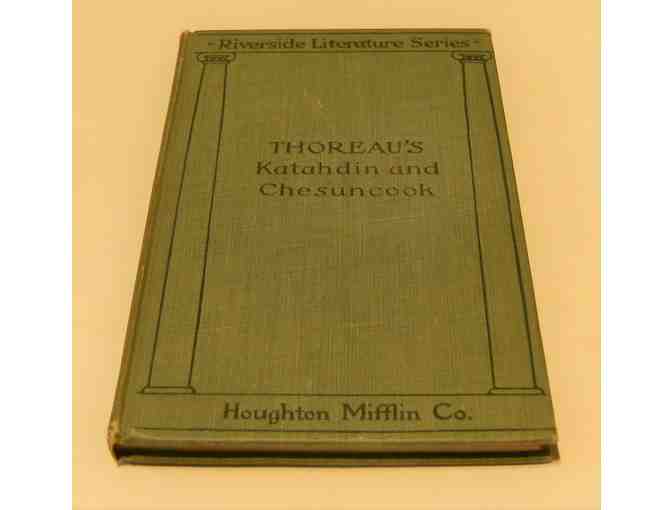 Riverside Literature Series
THOREAU'S
Katahdin and
Chesuncook
Houghton Mifflin Co.